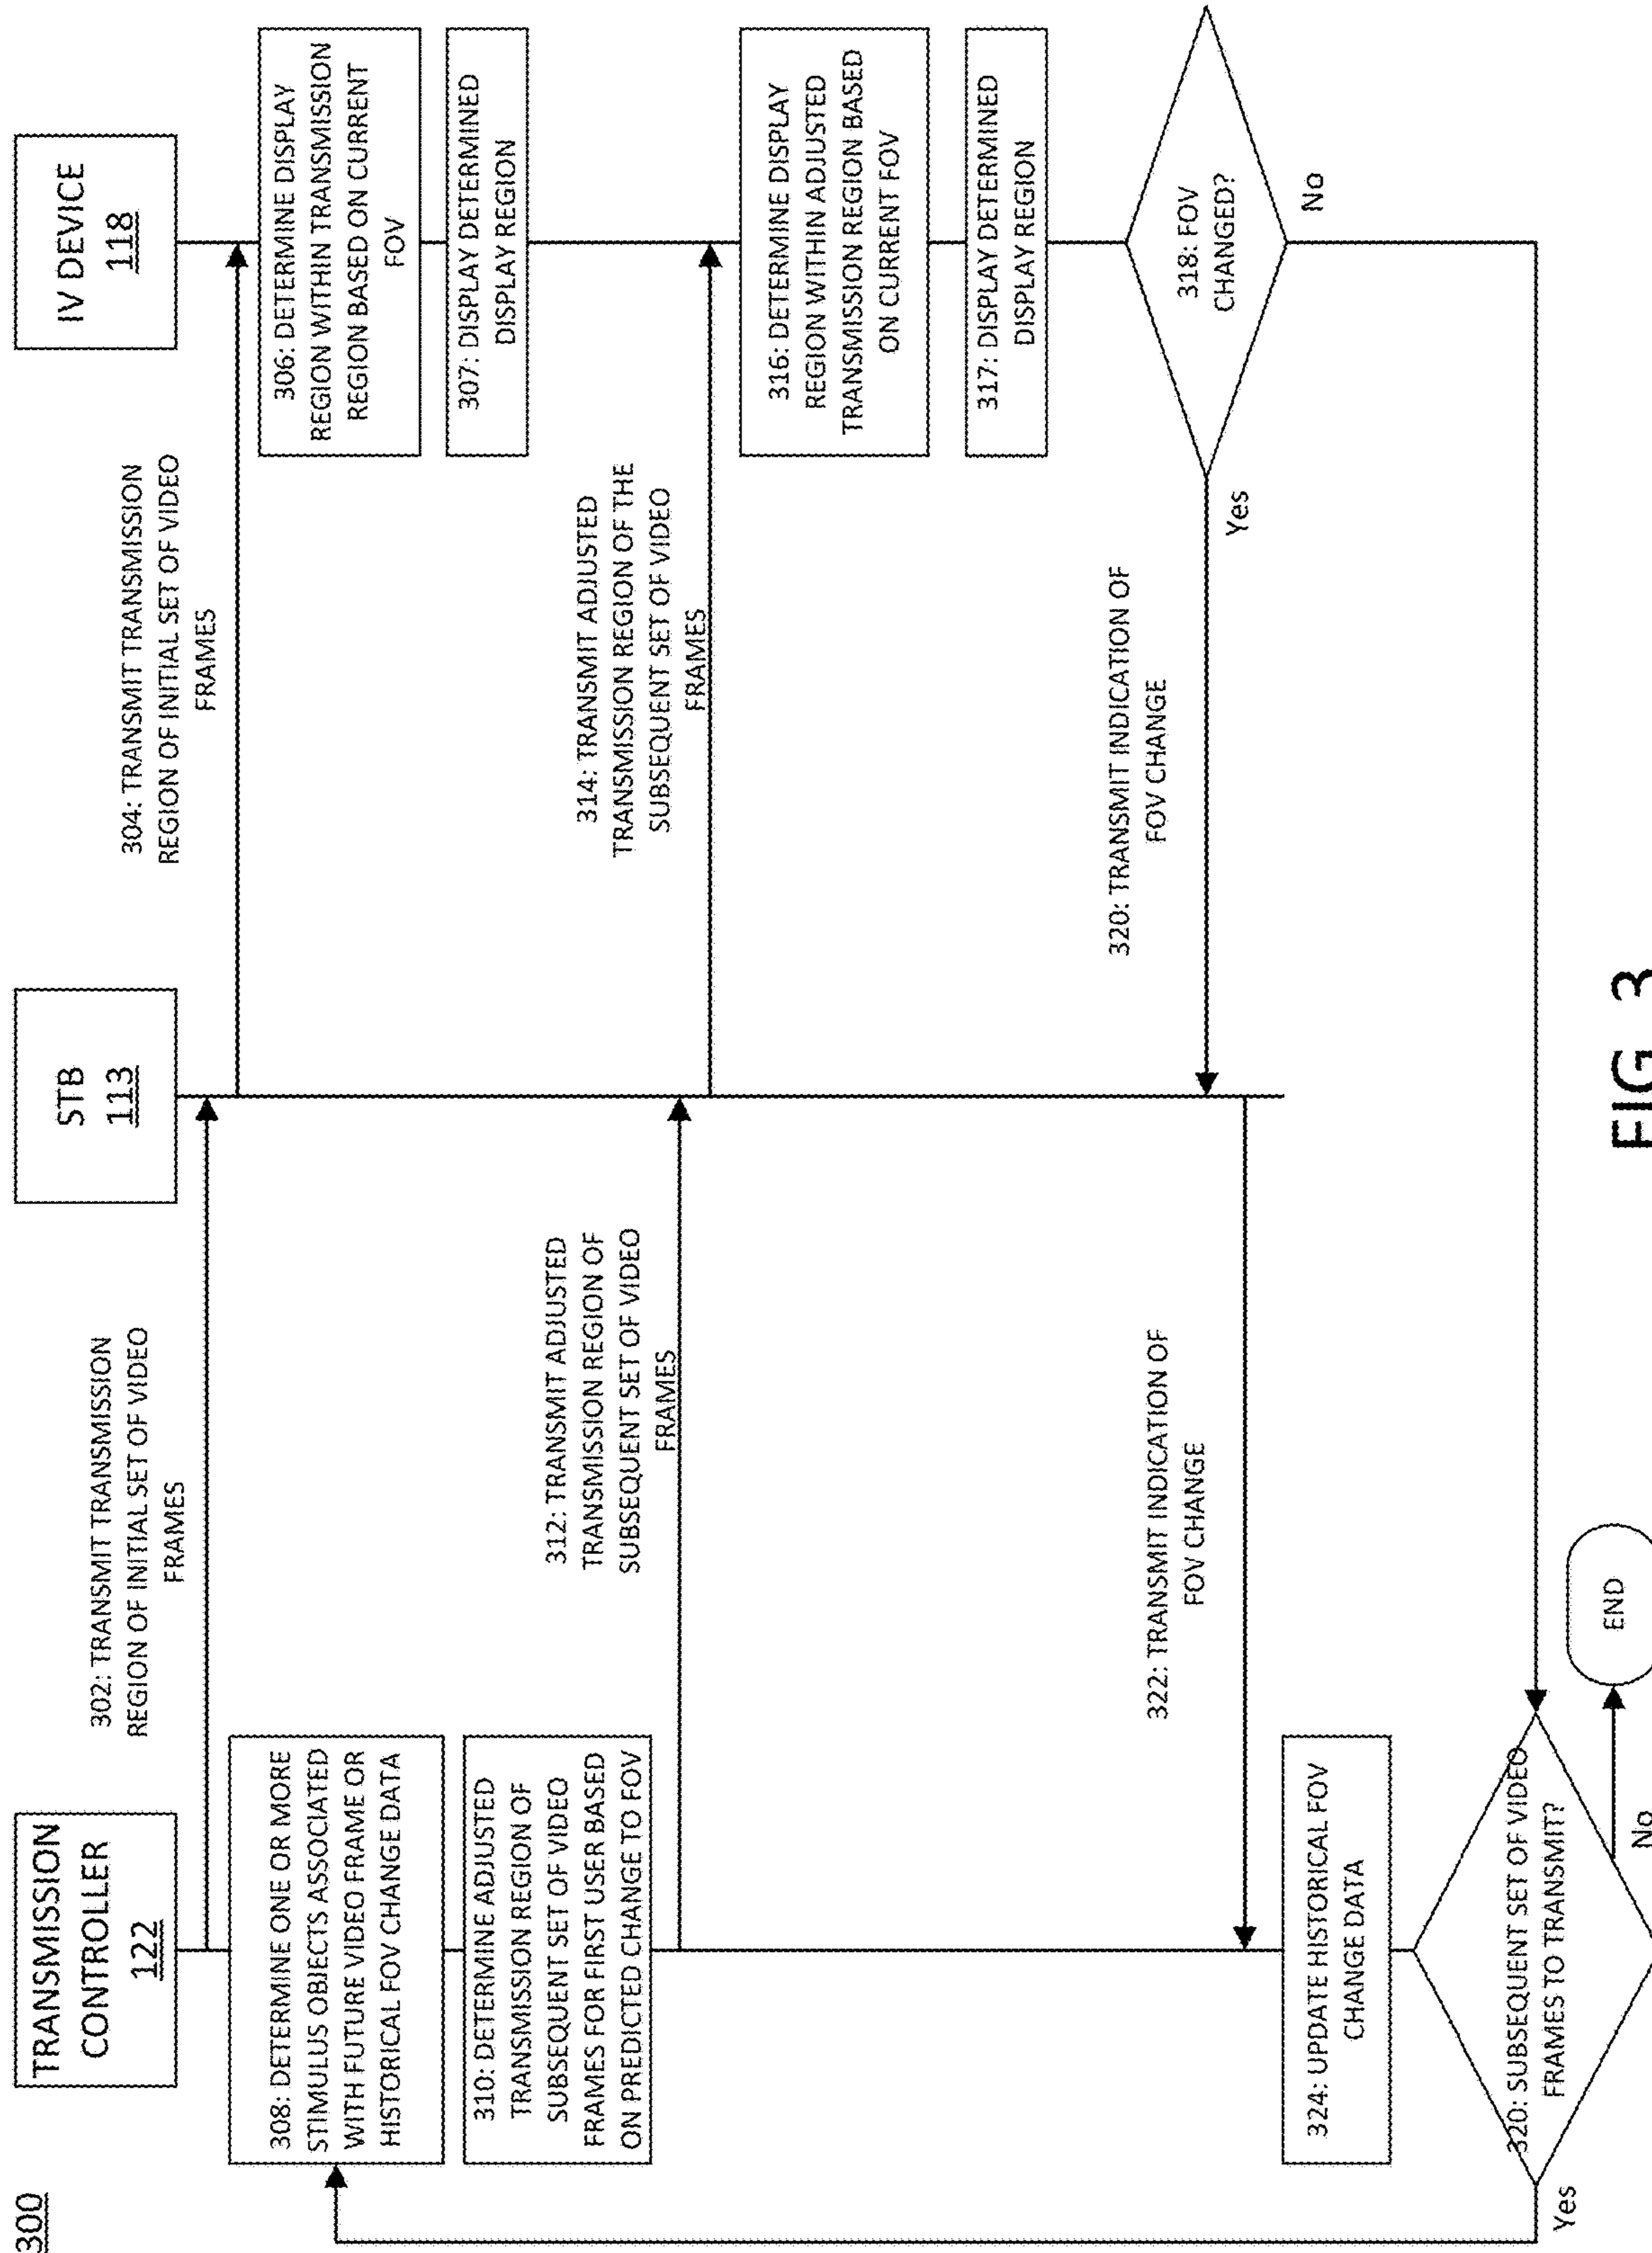 300
TRANSMISSION
CONTROLLER
122
STB
113
IV DEVICE
118
302: TRANSMIT TRANSMISSION
REGION OF INITIAL SET OF VIDEO
FRAMES
304: TRANSMIT TRANSMISSION
REGION OF INITIAL SET OF VIDEO
FRAMES
306: DETERMINE DISPLAY
REGION WITHIN TRANSMISSION
REGION BASED ON CURRENT
FOV
307: DISPLAY DETERMINED
DISPLAY REGION
308: DETERMINE ONE OR MORE
STIMULUS OBJECTS ASSOCIATED
WITH FUTURE VIDEO FRAME OR
HISTORICAL FOV CHANGE DATA
310: DETERMINE ADJUSTED
TRANSMISSION REGION OF
SUBSEQUENT SET OF VIDEO
FRAMES FOR FIRST USER BASED
ON PREDICTED CHANGE TO FOV
312: TRANSMIT ADJUSTED
TRANSMISSION REGION OF
SUBSEQUENT SET OF VIDEO
FRAMES
314: TRANSMIT ADJUSTED
TRANSMISSION REGION OF THE
SUBSEQUENT SET OF VIDEO
FRAMES
316: DETERMINE DISPLAY
REGION WITHIN ADJUSTED
TRANSMISSION REGION BASED
ON CURRENT FOV
317: DISPLAY DETERMINED
DISPLAY REGION
318: FOV
CHANGED?
Yes
No
320: TRANSMIT INDICATION OF
FOV CHANGE
322: TRANSMIT INDICATION OF
FOV CHANGE
324: UPDATE HISTORICAL FOV
CHANGE DATA
320: SUBSEQUENT SET OF VIDEO
FRAMES TO TRANSMIT?
Yes
No
END
FIG. 3